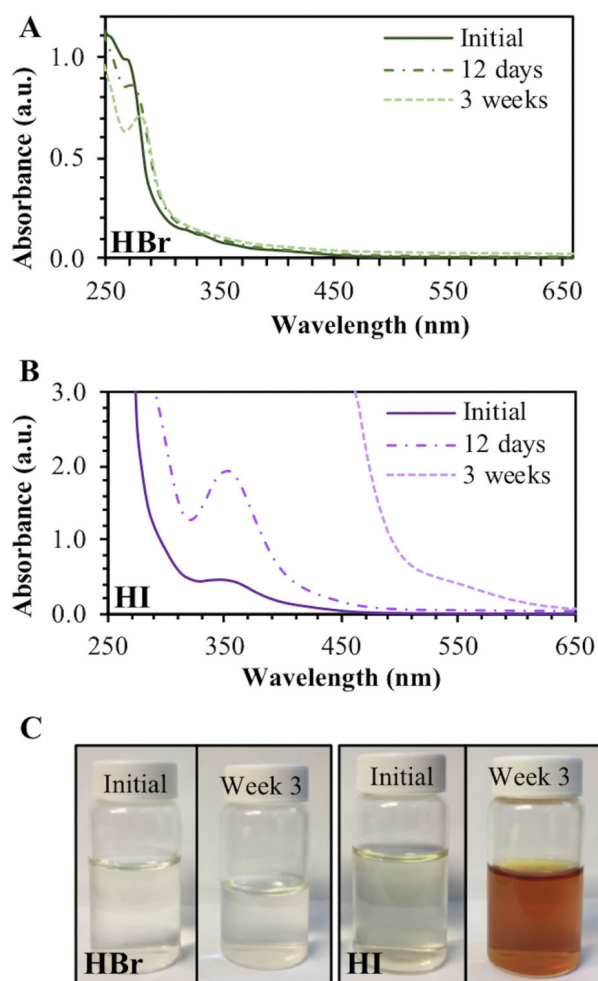 A
Absorbance (a.u.)
1.0
0.5
0.0
Initial
12 days
3 weeks
HBr
250
350
450
550
650
Wavelength (nm)
B
Absorbance (a.u.)
3.0
2.0
1.0
0.0
Initial
12 days
3 weeks
HI
250
350
450
550
650
Wavelength (nm)
C
Initial
Week 3
Initial
Week 3
HBr
HI